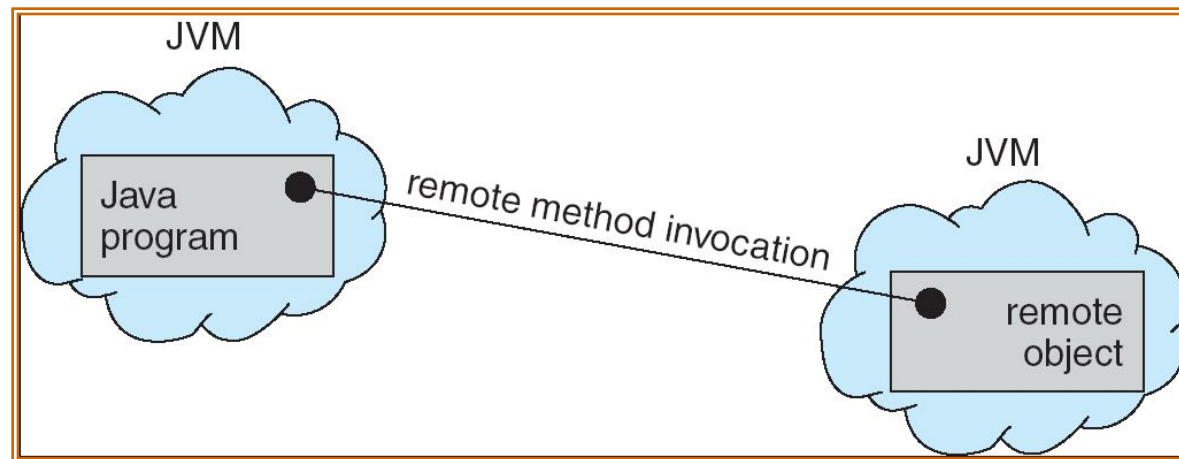 JVM
Java
program
remote method invocation
JVM
remote
object